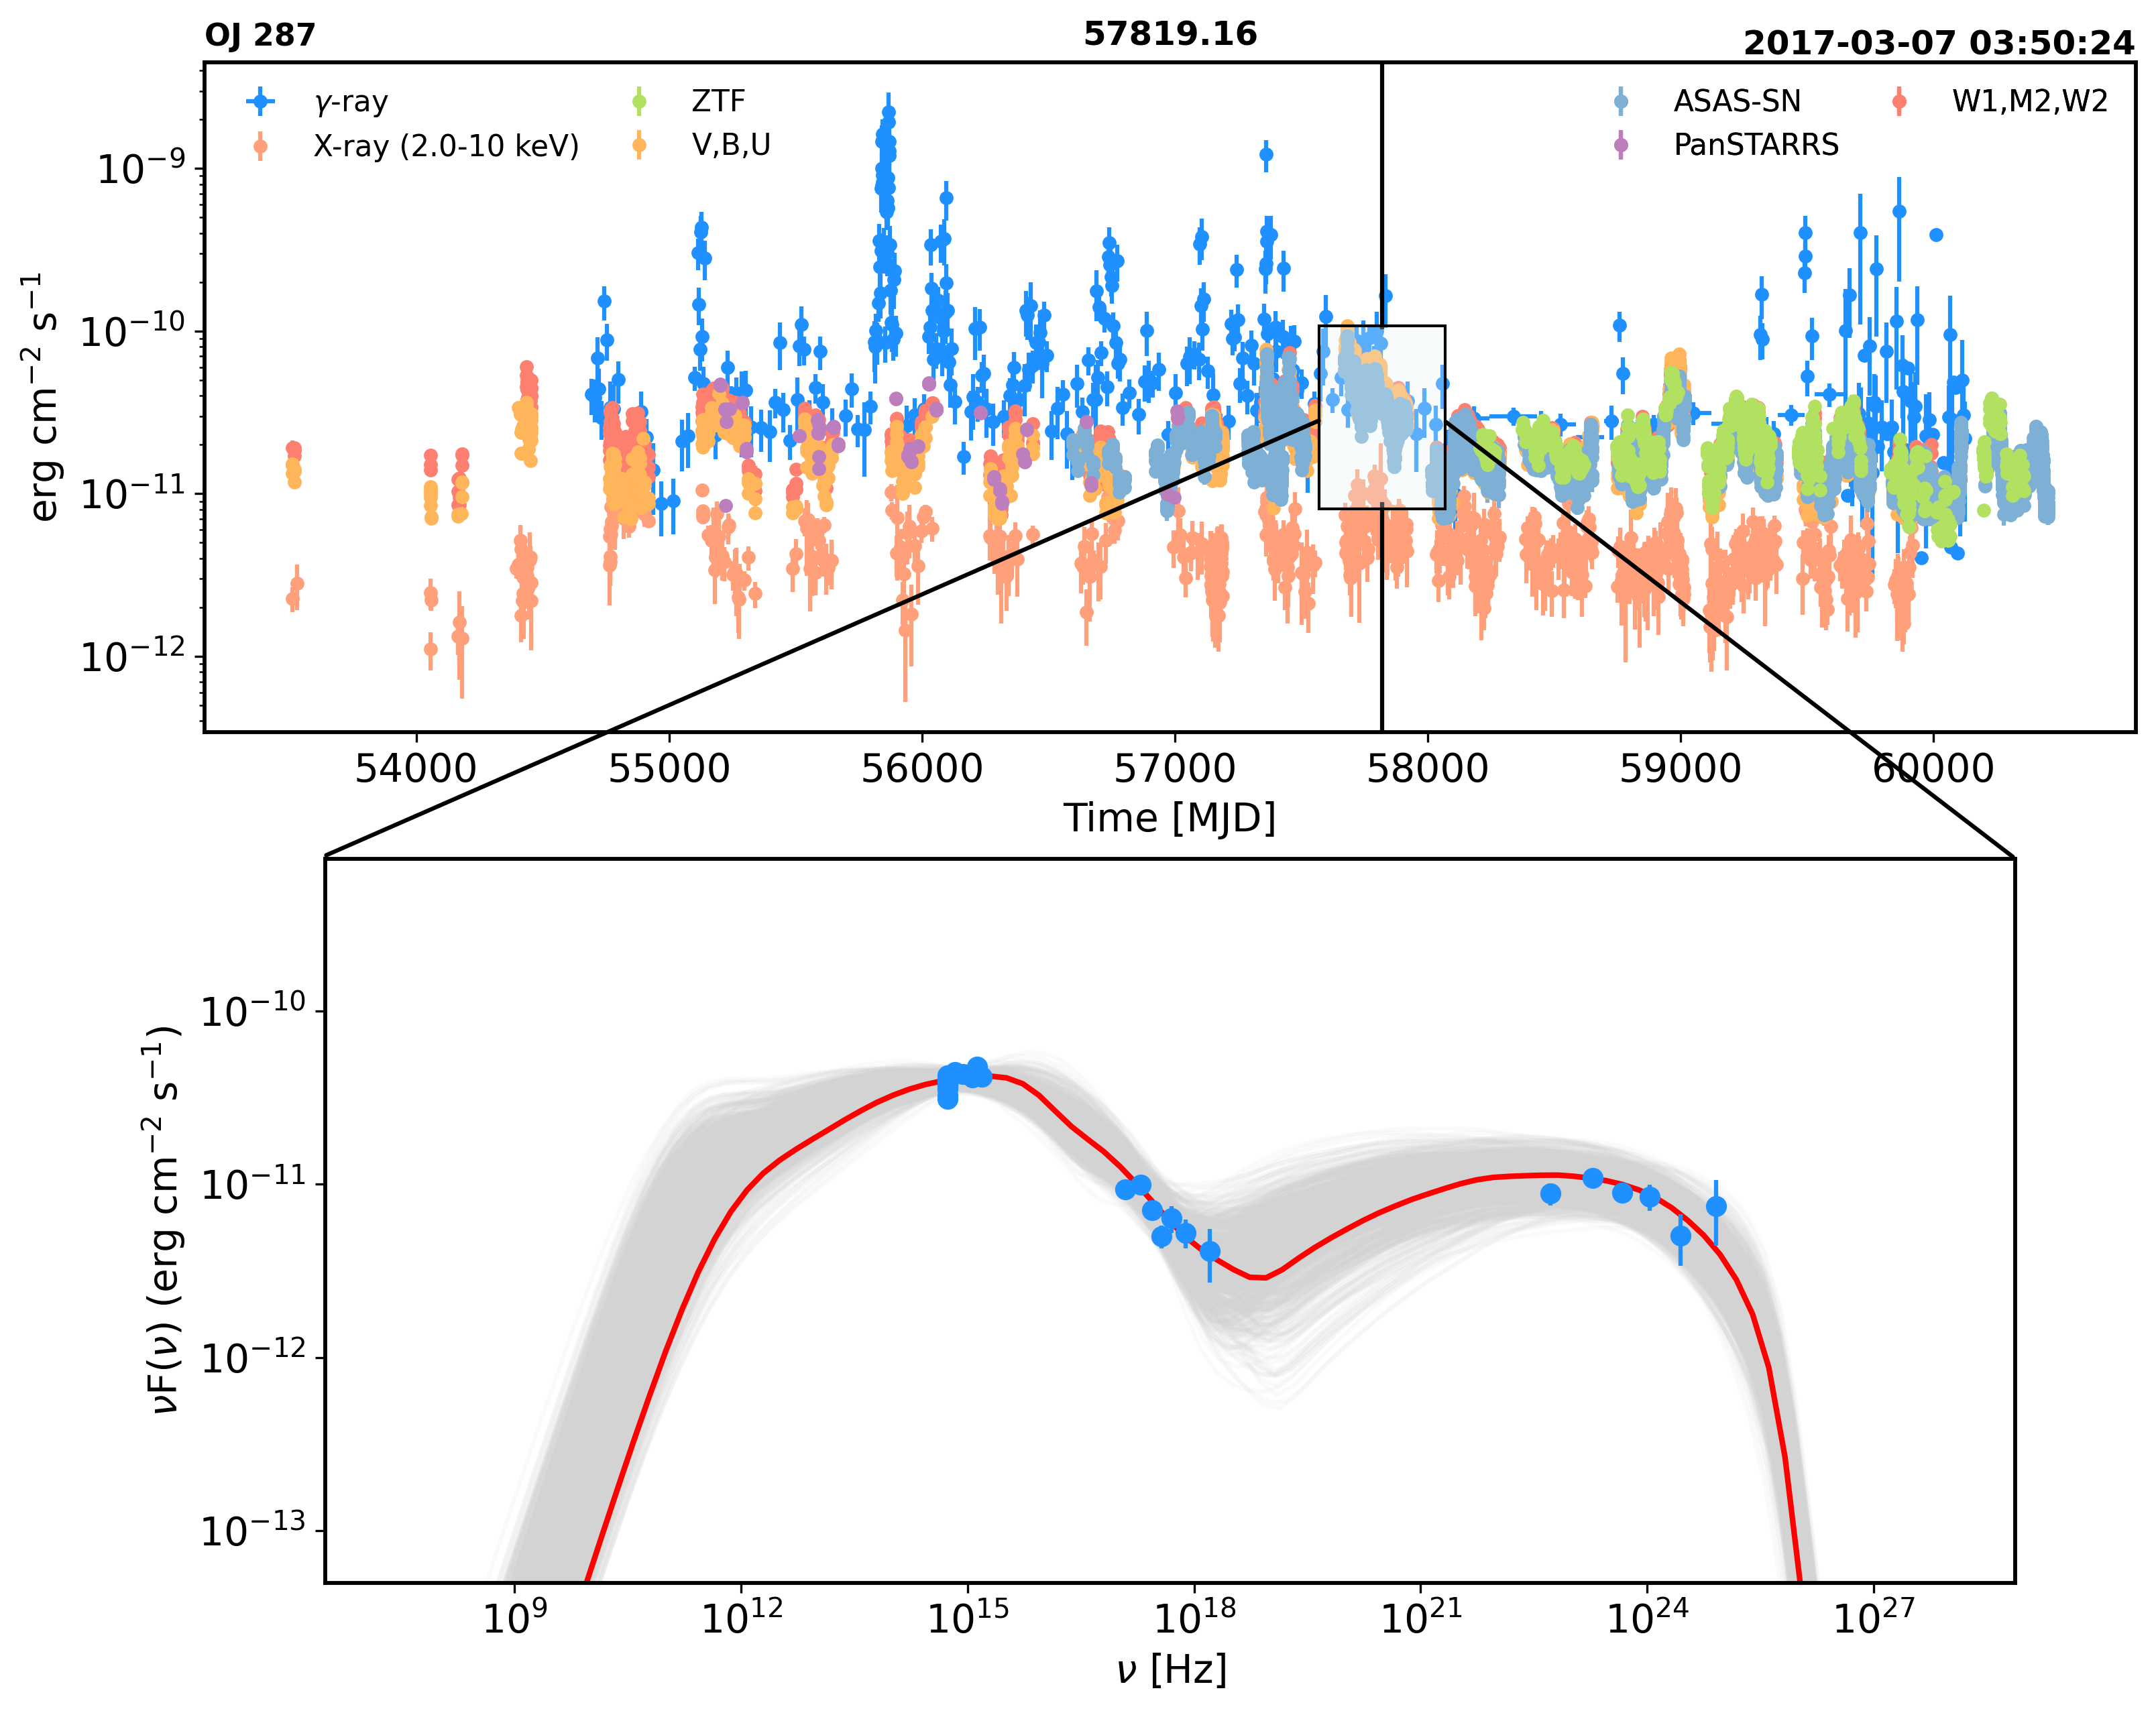 OJ 287 57819.16 2017-03-07 03:50:24
γ-ray ZTF ASAS-SN W1,M2,W2
X-ray (2.0-10 keV) V,B,U PanSTARRS
10⁻⁹
10⁻¹⁰
10⁻¹¹
10⁻¹²
erg cm⁻² s⁻¹
54000 55000 56000 57000 58000 59000 60000
Time [MJD]
10⁻¹⁰
10⁻¹¹
10⁻¹²
10⁻¹³
νF(ν) (erg cm⁻² s⁻¹)
10⁹ 10¹² 10¹⁵ 10¹⁸ 10²¹ 10²⁴ 10²⁷
ν [Hz]